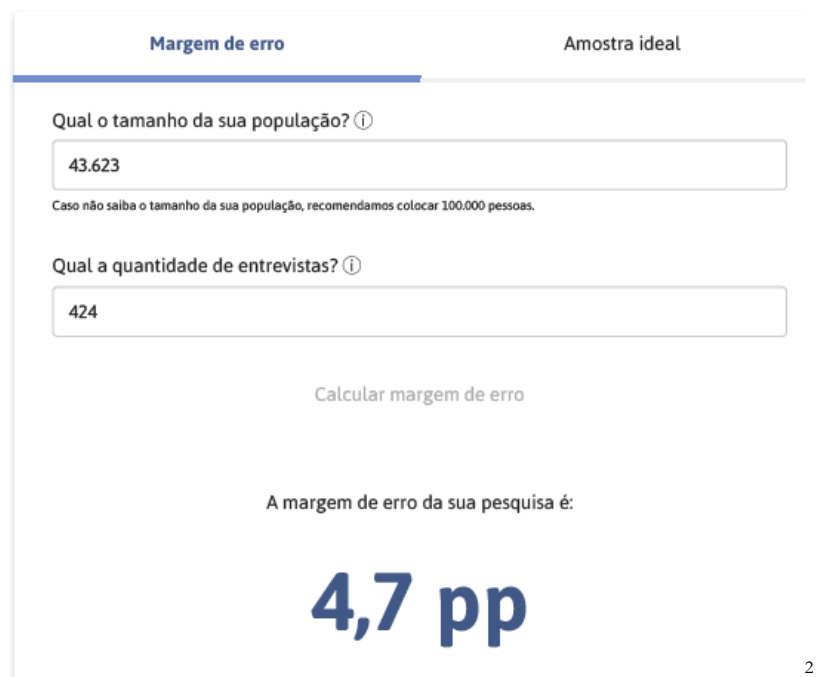 Margem de erro
Amostra ideal
Qual o tamanho da sua população? ⓘ
43.623
Caso não saiba o tamanho da sua população, recomendamos colocar 100.000 pessoas.
Qual a quantidade de entrevistas? ⓘ
424
Calcular margem de erro
A margem de erro da sua pesquisa é:
4,7 pp
2